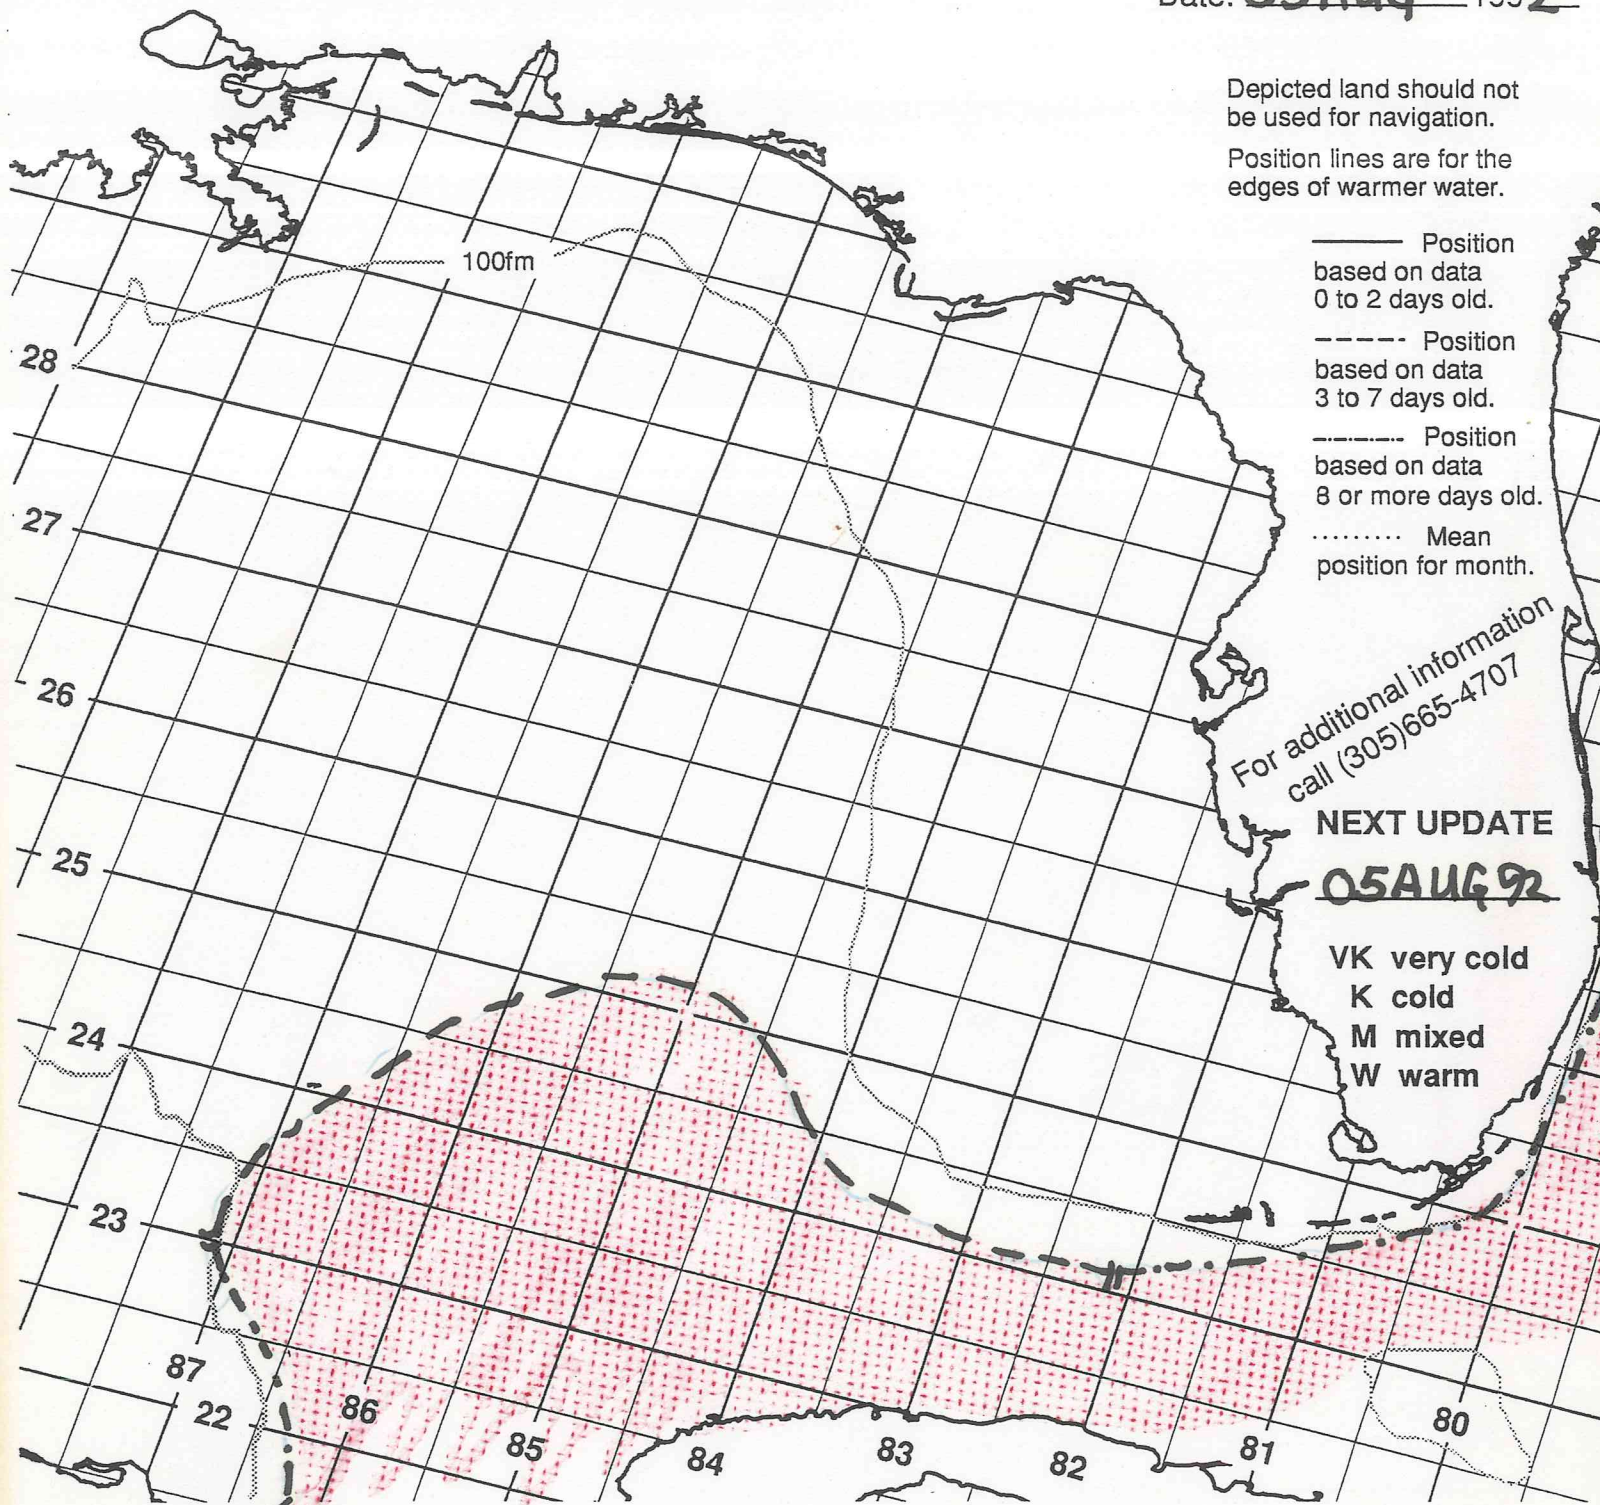 Date: AUG 1992
Depicted land should not
be used for navigation.
Position lines are for the
edges of warmer water.
Position
based on data
0 to 2 days old.
Position
based on data
3 to 7 days old.
Position
based on data
8 or more days old.
Mean
position for month.
For additional information
call (305)665-4707
NEXT UPDATE
05AUG92
VK very cold
K cold
M mixed
W warm
100fm
28
27
26
25
24
23
22
87
86
85
84
83
82
81
80